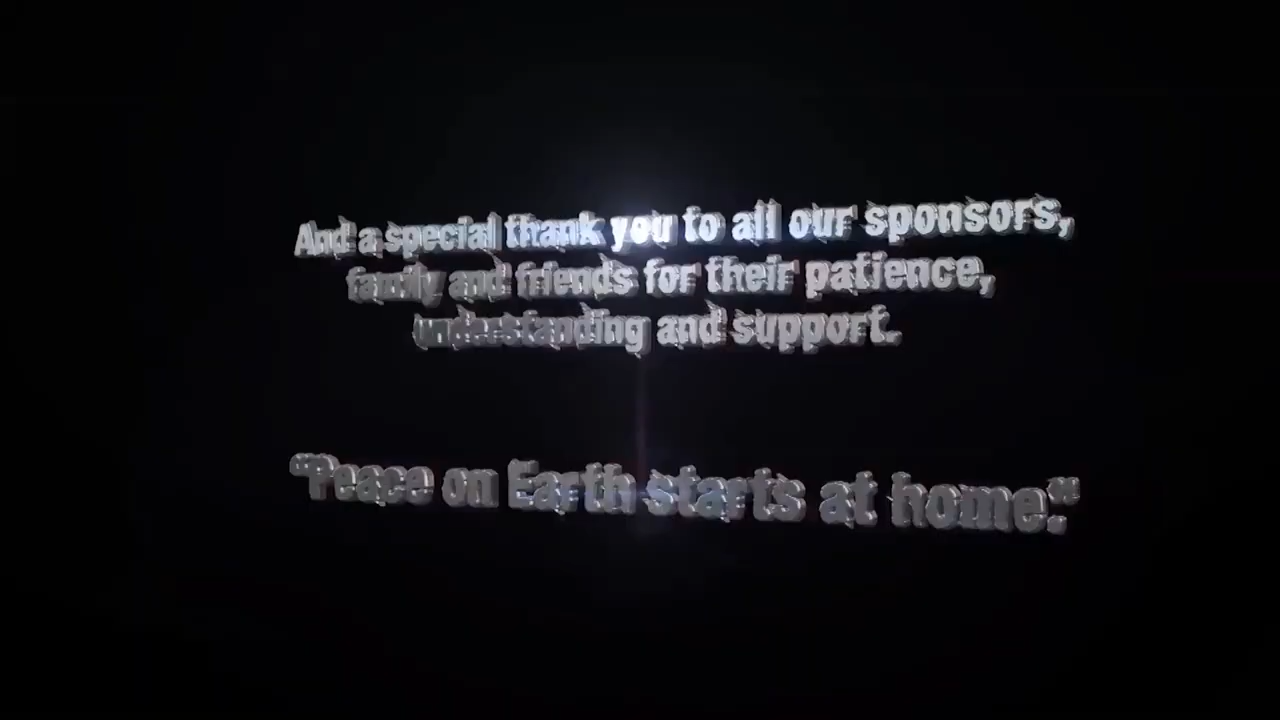 And a special thank you to all our sponsors,
family and friends for their patience,
understanding and support.
“Peace on Earth starts at home.”